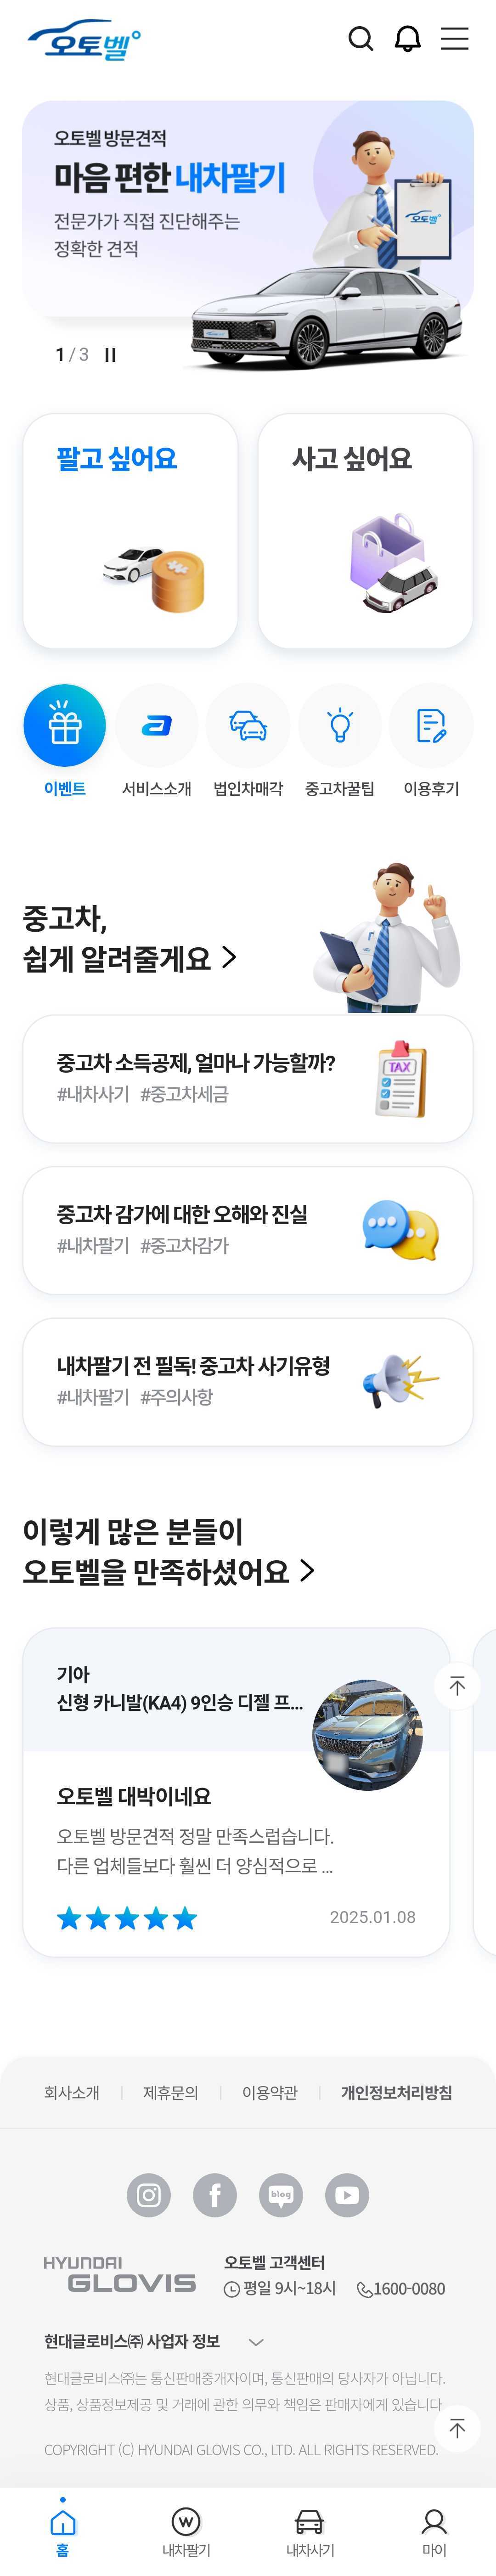 오토벨
오토벨 방문견적
마음 편한 내차팔기
전문가가 직접 진단해주는
정확한 견적
오토벨
1 / 3
팔고 싶어요
사고 싶어요
이벤트
서비스소개
법인차매각
중고차꿀팁
이용후기
중고차,
쉽게 알려줄게요
중고차 소득공제, 얼마나 가능할까?
#내차사기 #중고차세금
TAX
중고차 감가에 대한 오해와 진실
#내차팔기 #중고차감가
내차팔기 전 필독! 중고차 사기유형
#내차팔기 #주의사항
이렇게 많은 분들이
오토벨을 만족하셨어요
기아
신형 카니발(KA4) 9인승 디젤 프...
오토벨 대박이네요
오토벨 방문견적 정말 만족스럽습니다.
다른 업체들보다 훨씬 더 양심적으로 ...
2025.01.08
회사소개
제휴문의
이용약관
개인정보처리방침
blog
HYUNDAI
GLOVIS
오토벨 고객센터
평일 9시~18시
1600-0080
현대글로비스㈜ 사업자 정보
현대글로비스㈜는 통신판매중개자이며, 통신판매의 당사자가 아닙니다.
상품, 상품정보제공 및 거래에 관한 의무와 책임은 판매자에게 있습니다
COPYRIGHT (C) HYUNDAI GLOVIS CO., LTD. ALL RIGHTS RESERVED.
홈
내차팔기
내차사기
마이